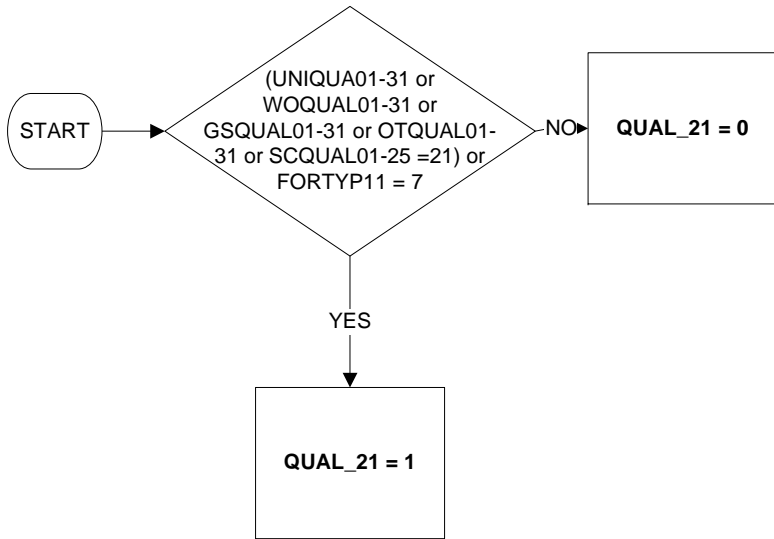 START
(UNIQUA01-31 or
WOQUAL01-31 or
GSQUAL01-31 or OTQUAL01-
31 or SCQUAL01-25 =21) or
FORTYP11 = 7
NO
QUAL_21 = 0
YES
QUAL_21 = 1